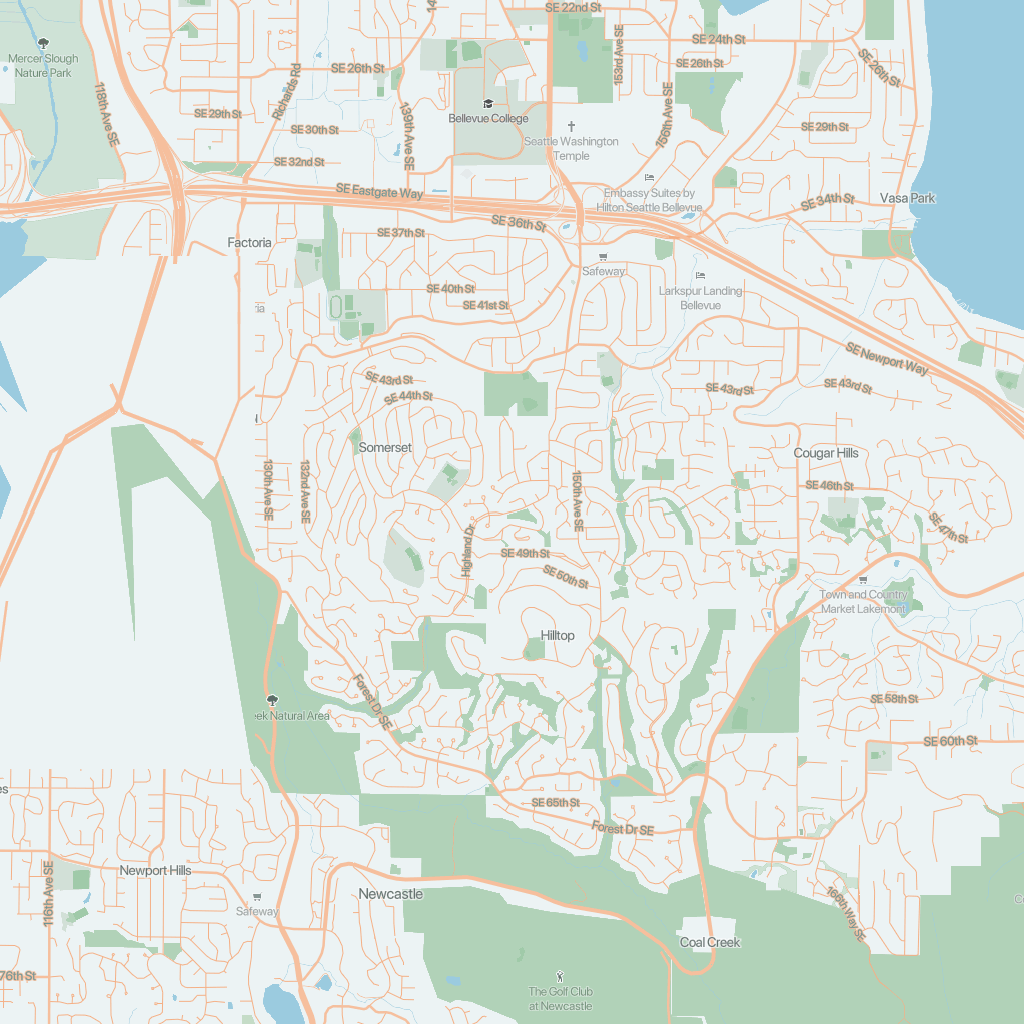 SE 22nd St
SE 24th St
Mercer Slough
Nature Park
SE 26th St
153rd Ave SE
SE 26th St
SE 26th St
118th Ave SE
Richards Rd
139th Ave SE
Bellevue College
156th Ave SE
SE 29th St
SE 30th St
SE 29th St
Seattle Washington
Temple
SE 32nd St
SE Eastgate Way
Embassy Suites by
Hilton Seattle Bellevue
SE 34th St
Vasa Park
SE 36th St
SE 37th St
Factoria
Safeway
SE 40th St
SE 41st St
Larkspur Landing
Bellevue
SE Newport Way
SE 43rd St
SE 44th St
SE 43rd St
SE 43rd St
Somerset
Cougar Hills
130th Ave SE
132nd Ave SE
150th Ave SE
SE 46th St
SE 47th St
Highland Dr
SE 49th St
SE 50th St
Town and Country
Market Lakemont
Hilltop
Forest Dr SE
SE 58th St
eek Natural Area
SE 60th St
SE 65th St
Forest Dr SE
116th Ave SE
Newport Hills
Newcastle
Safeway
166th Way SE
Coal Creek
76th St
The Golf Club
at Newcastle